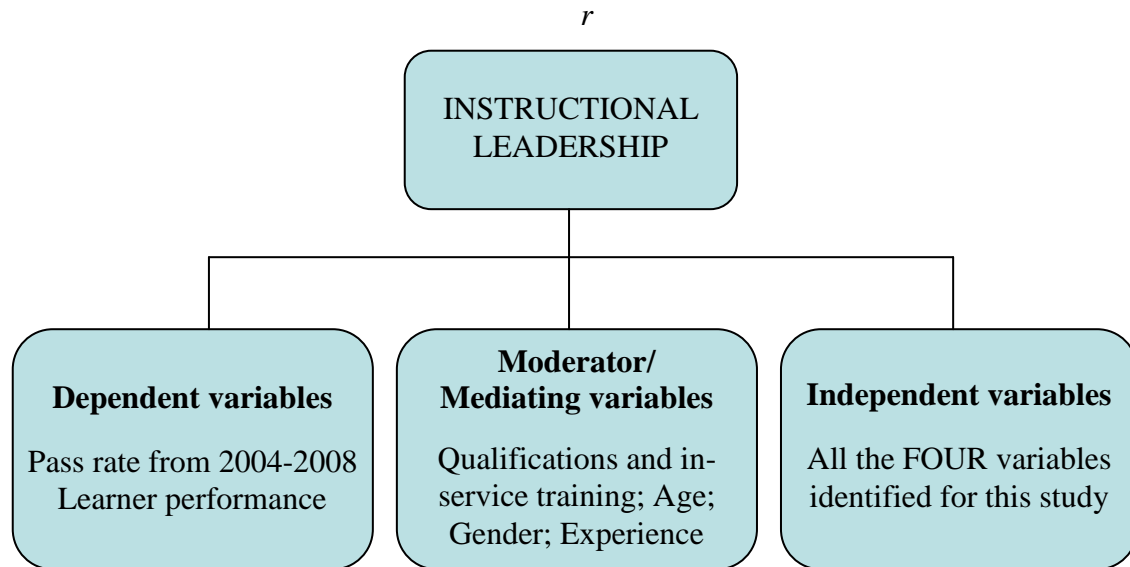 r
INSTRUCTIONAL
LEADERSHIP
Dependent variables
Pass rate from 2004-2008
Learner performance
Moderator/
Mediating variables
Qualifications and in-
service training; Age;
Gender; Experience
Independent variables
All the FOUR variables
identified for this study